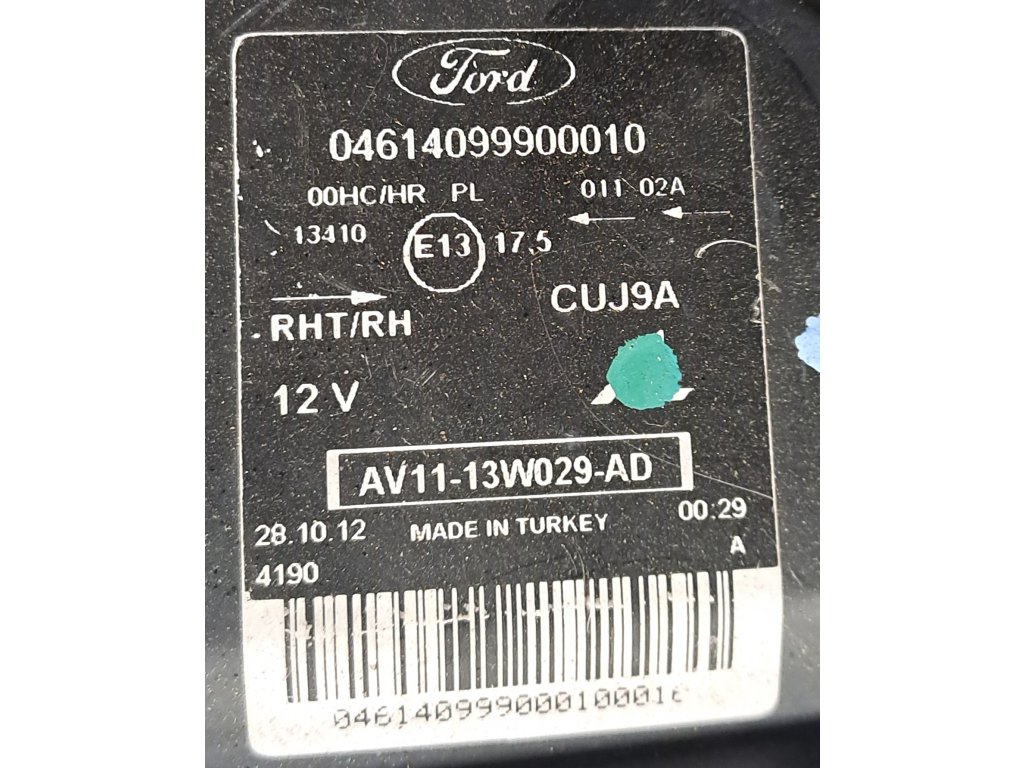 Ford
04614099900010
00HC/HR PL 011 02A
13410 E13 17.5
RHT/RH CUJ9A
12 V
AV11-13W029-AD
28.10.12 MADE IN TURKEY 00:29
4190 A